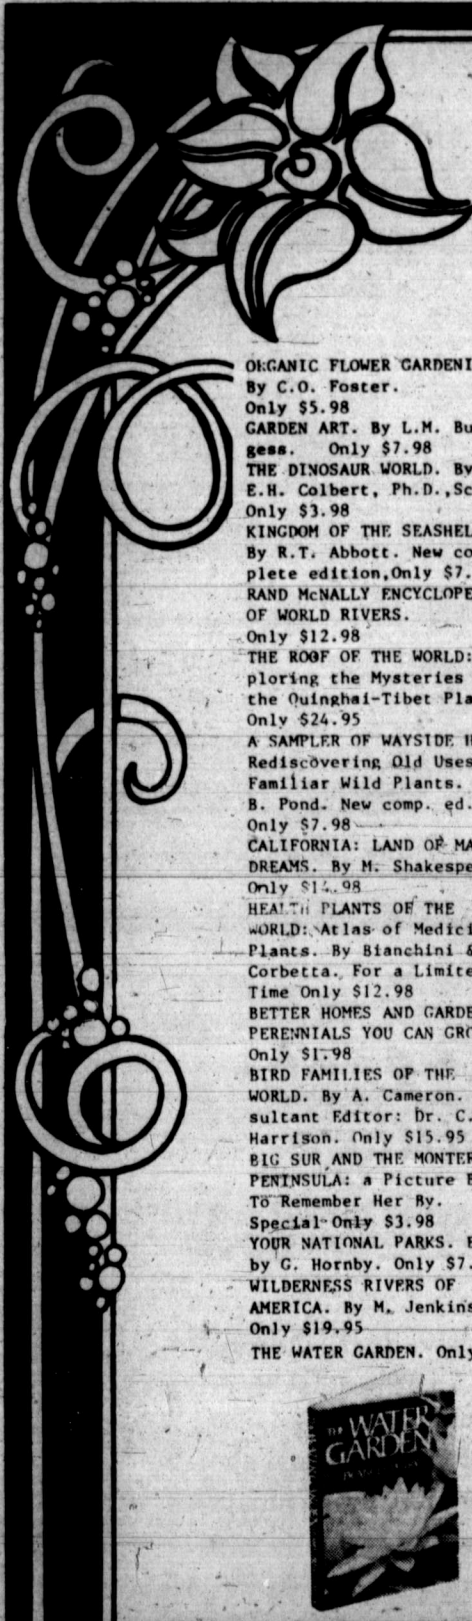 ORGANIC FLOWER GARDENI
By C.O. Foster.
Only $5.98
GARDEN ART. By L.M. Bu
gess. Only $7.98
THE DINOSAUR WORLD. By
E.H. Colbert, Ph.D.,Sc
Only $3.98
KINGDOM OF THE SEASHEL
By R.T. Abbott. New co
plete edition,Only $7.
RAND McNALLY ENCYCLOPE
OF WORLD RIVERS.
Only $12.98
THE ROOF OF THE WORLD:
ploring the Mysteries
the Quinghai-Tibet Pla
Only $24.95
A SAMPLER OF WAYSIDE H
Rediscovering Old Uses
Familiar Wild Plants.
B. Pond. New comp. ed.
Only $7.98
CALIFORNIA: LAND OF MA
DREAMS. By M. Shakespe
Only $14.98
HEALTH PLANTS OF THE
WORLD: Atlas of Medici
Plants. By Bianchini &
Corbetta. For a Limite
Time Only $12.98
BETTER HOMES AND GARDE
PERENNIALS YOU CAN GRO
Only $1.98
BIRD FAMILIES OF THE
WORLD. By A. Cameron.
sultant Editor: Dr. C.
Harrison. Only $15.95
BIG SUR AND THE MONTER
PENINSULA: a Picture B
To Remember Her By.
Special Only $3.98
YOUR NATIONAL PARKS. E
by G. Hornby. Only $7.
WILDERNESS RIVERS OF
AMERICA. By M. Jenkins
Only $19.95
THE WATER GARDEN. Only
THE WATER
GARDEN